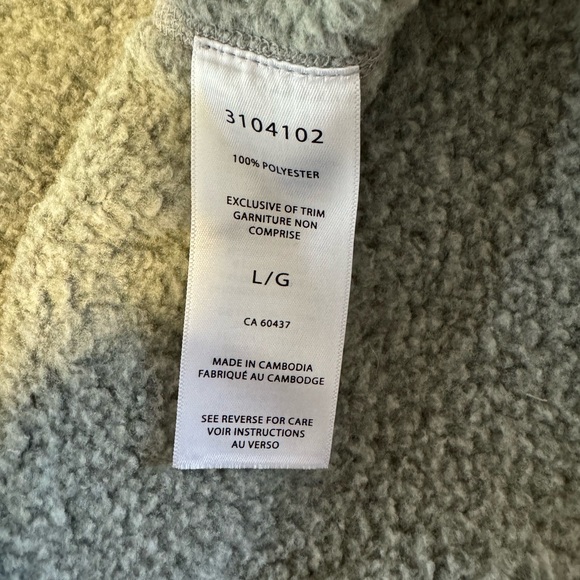 3104102
100% POLYESTER
EXCLUSIVE OF TRIM
GARNITURE NON
COMPRISE
L/G
CA 60437
MADE IN CAMBODIA
FABRIQUÉ AU CAMBODGE
SEE REVERSE FOR CARE
VOIR INSTRUCTIONS
AU VERSO